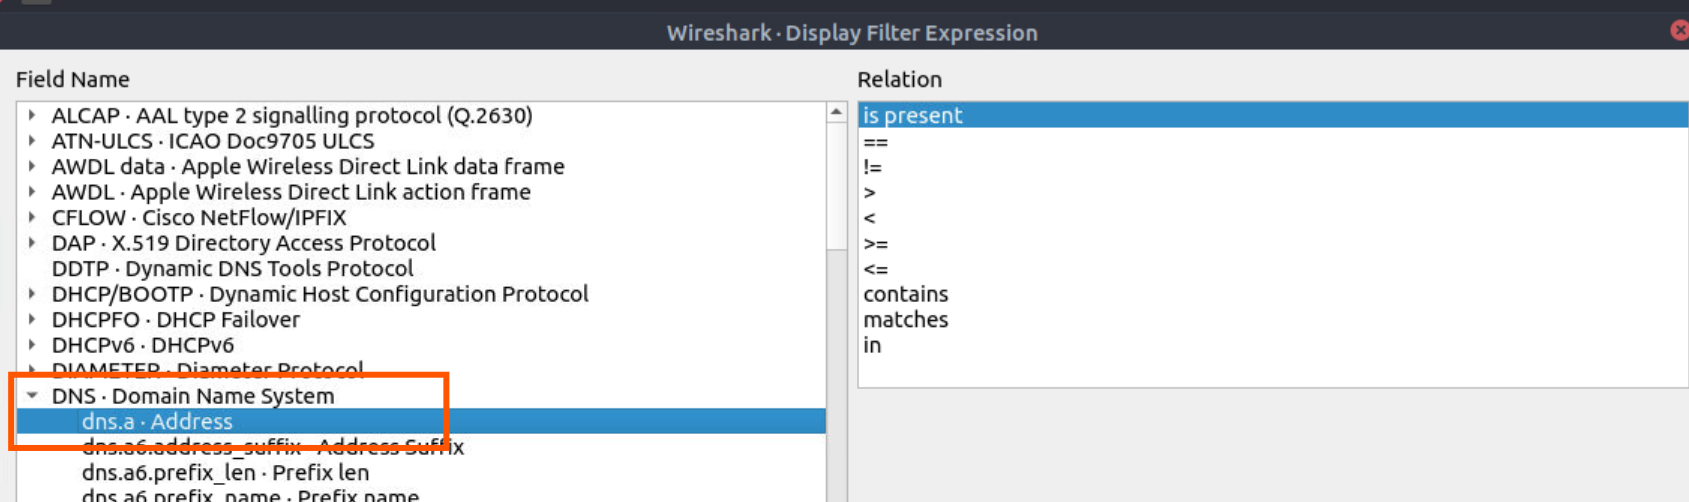 Wireshark · Display Filter Expression
Field Name
ALCAP · AAL type 2 signalling protocol (Q.2630)
ATN-ULCS · ICAO Doc9705 ULCS
AWDL data · Apple Wireless Direct Link data frame
AWDL · Apple Wireless Direct Link action frame
CFLOW · Cisco NetFlow/IPFIX
DAP · X.519 Directory Access Protocol
DDTP · Dynamic DNS Tools Protocol
DHCP/BOOTP · Dynamic Host Configuration Protocol
DHCPFO · DHCP Failover
DHCPv6 · DHCPv6
DIAMETER · Diameter Protocol
DNS · Domain Name System
dns.a · Address
dns.a6.address_suffix · Address Suffix
dns.a6.prefix_len · Prefix len
dns.a6.prefix_name · Prefix name
Relation
is present
==
!=
>
<
>=
<=
contains
matches
in